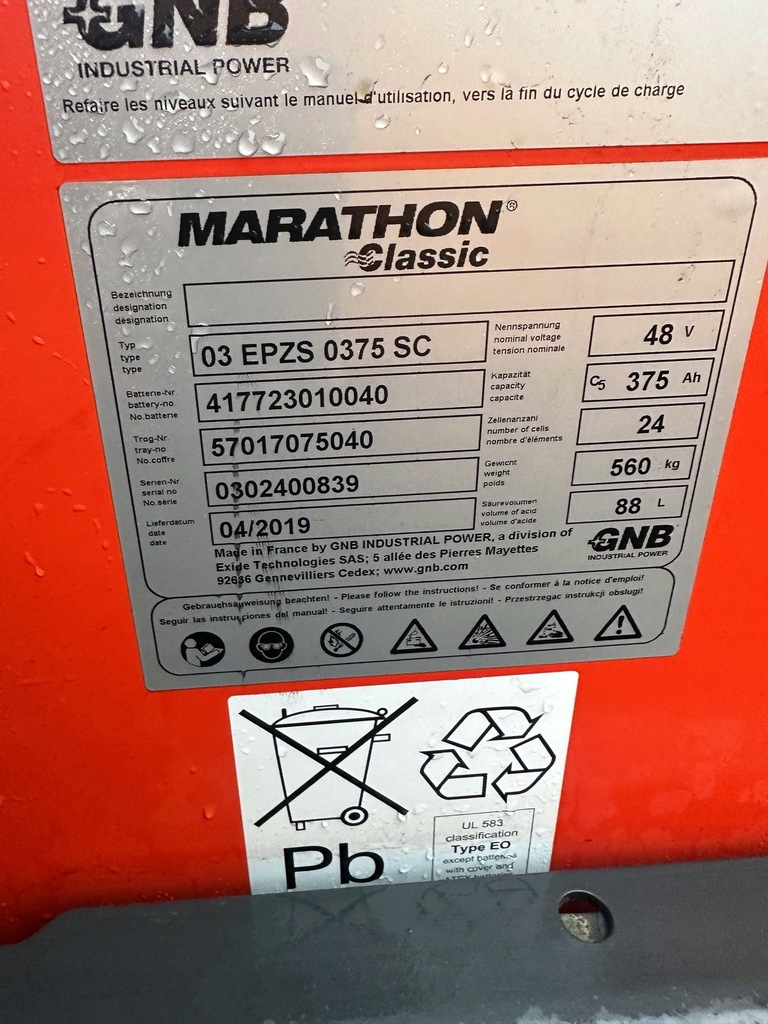 GNB
INDUSTRIAL POWER
Refaire les niveaux suivant le manuel d'utilisation, vers la fin du cycle de charge
MARATHON®
Classic
Bezeichnung
designation
désignation
Typ
type
type
03 EPZS 0375 SC
Nennspannung
nominal voltage
tension nominale
48 V
Batterie-Nr
battery-no.
No.batterie
417723010040
Kapazität
capacity
capacite
C5 375 Ah
Trog-Nr.
tray-no
No.coffre
57017075040
Zellenanzahl
number of cells
nombre d'éléments
24
Serien-Nr.
serial no
No.série
0302400839
Gewicht
weight
poids
560 kg
Lieferdatum
date
date
04/2019
Säurevolumen
volume of acid
volume d'acide
88 L
Made in France by GNB INDUSTRIAL POWER, a division of
Exide Technologies SAS; 5 allée des Pierres Mayettes
92636 Gennevilliers Cedex; www.gnb.com
GNB
INDUSTRIAL POWER
Gebrauchsanweisung beachten! - Please follow the instructions! - Se conformer à la notice d'emploi!
Seguir las instrucciones del manual! - Seguire attentamente le istruzioni! - Przestrzegac instrukcji obslugi!
Pb
UL 583
classification
Type EO
except batteries
with cover and